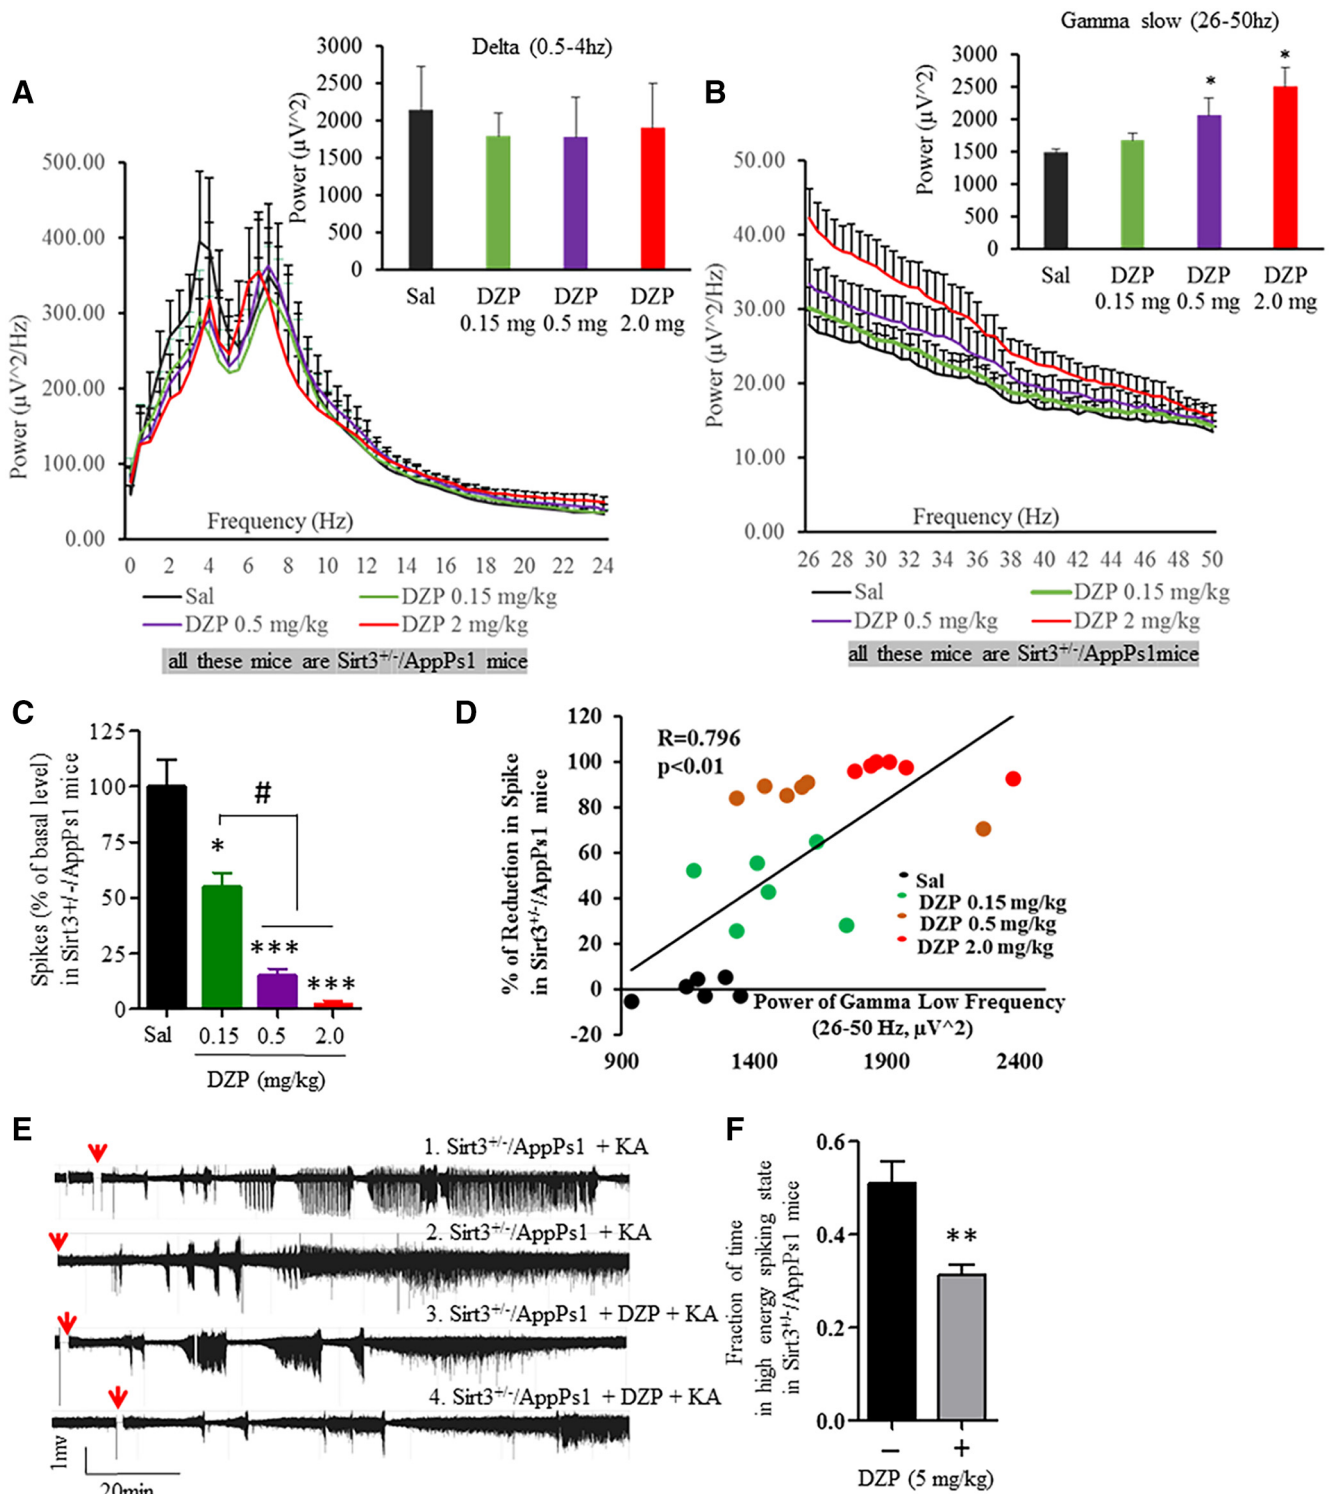 A
Delta (0.5-4hz)
Power (µV^2)
3000
2500
2000
1500
1000
500
0
Sal
DZP
0.15 mg
DZP
0.5 mg
DZP
2.0 mg
Power (µV^2/Hz)
500.00
400.00
300.00
200.00
100.00
0.00
Frequency (Hz)
0 2 4 6 8 10 12 14 16 18 20 22 24
Sal
DZP 0.15 mg/kg
DZP 0.5 mg/kg
DZP 2 mg/kg
all these mice are Sirt3+/-/AppPs1 mice
B
Gamma slow (26-50hz)
Power (µV^2)
3000
2500
2000
1500
1000
500
0
*
*
Sal
DZP
0.15 mg
DZP
0.5 mg
DZP
2.0 mg
Power (µV^2/Hz)
50.00
40.00
30.00
20.00
10.00
0.00
Frequency (Hz)
26 28 30 32 34 36 38 40 42 44 46 48 50
Sal
DZP 0.15 mg/kg
DZP 0.5 mg/kg
DZP 2 mg/kg
all these mice are Sirt3+/-/AppPs1mice
C
Spikes (% of basal level)
in Sirt3+/-/AppPs1 mice
125
100
75
50
25
0
#
*
***
***
Sal 0.15 0.5 2.0
DZP (mg/kg)
D
% of Reduction in Spike
in Sirt3+/-/AppPs1 mice
120
100
80
60
40
20
0
-20
R=0.796
p<0.01
Sal
DZP 0.15 mg/kg
DZP 0.5 mg/kg
DZP 2.0 mg/kg
Power of Gamma Low Frequency
(26-50 Hz, µV^2)
900 1400 1900 2400
E
1. Sirt3+/-/AppPs1 + KA
2. Sirt3+/-/AppPs1 + KA
3. Sirt3+/-/AppPs1 + DZP + KA
4. Sirt3+/-/AppPs1 + DZP + KA
1mv
20min
F
Fraction of time
in high energy spiking state
in Sirt3+/-/AppPs1 mice
0.6
0.4
0.2
0.0
**
− +
DZP (5 mg/kg)